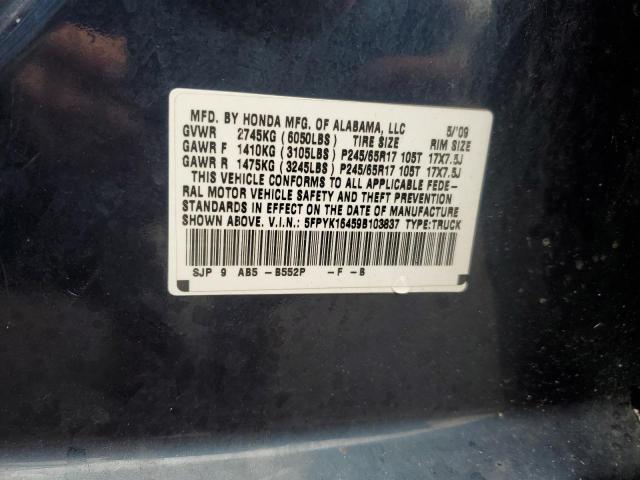 MFD. BY HONDA MFG. OF ALABAMA, LLC 5/'09
GVWR 2745KG (6050LBS) TIRE SIZE RIM SIZE
GAWR F 1410KG (3105LBS) P245/65R17 105T 17X7.5J
GAWR R 1475KG (3245LBS) P245/65R17 105T 17X7.5J
THIS VEHICLE CONFORMS TO ALL APPLICABLE FEDE-
RAL MOTOR VEHICLE SAFETY AND THEFT PREVENTION
STANDARDS IN EFFECT ON THE DATE OF MANUFACTURE
SHOWN ABOVE. V.I.N.: 5FPYK16459B103837 TYPE:TRUCK
SJP 9 AB5 -B552P -F -B